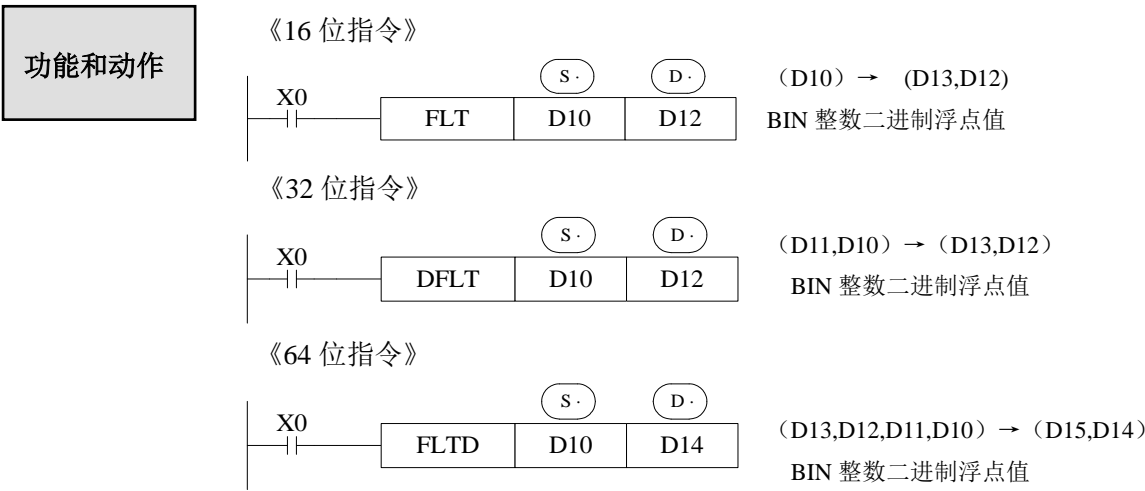 功能和动作
《16 位指令》
S · D ·
X0 FLT D10 D12
（D10）→ (D13,D12)
BIN 整数二进制浮点值
《32 位指令》
S · D ·
X0 DFLT D10 D12
（D11,D10）→（D13,D12）
BIN 整数二进制浮点值
《64 位指令》
S · D ·
X0 FLTD D10 D14
（D13,D12,D11,D10）→（D15,D14）
BIN 整数二进制浮点值